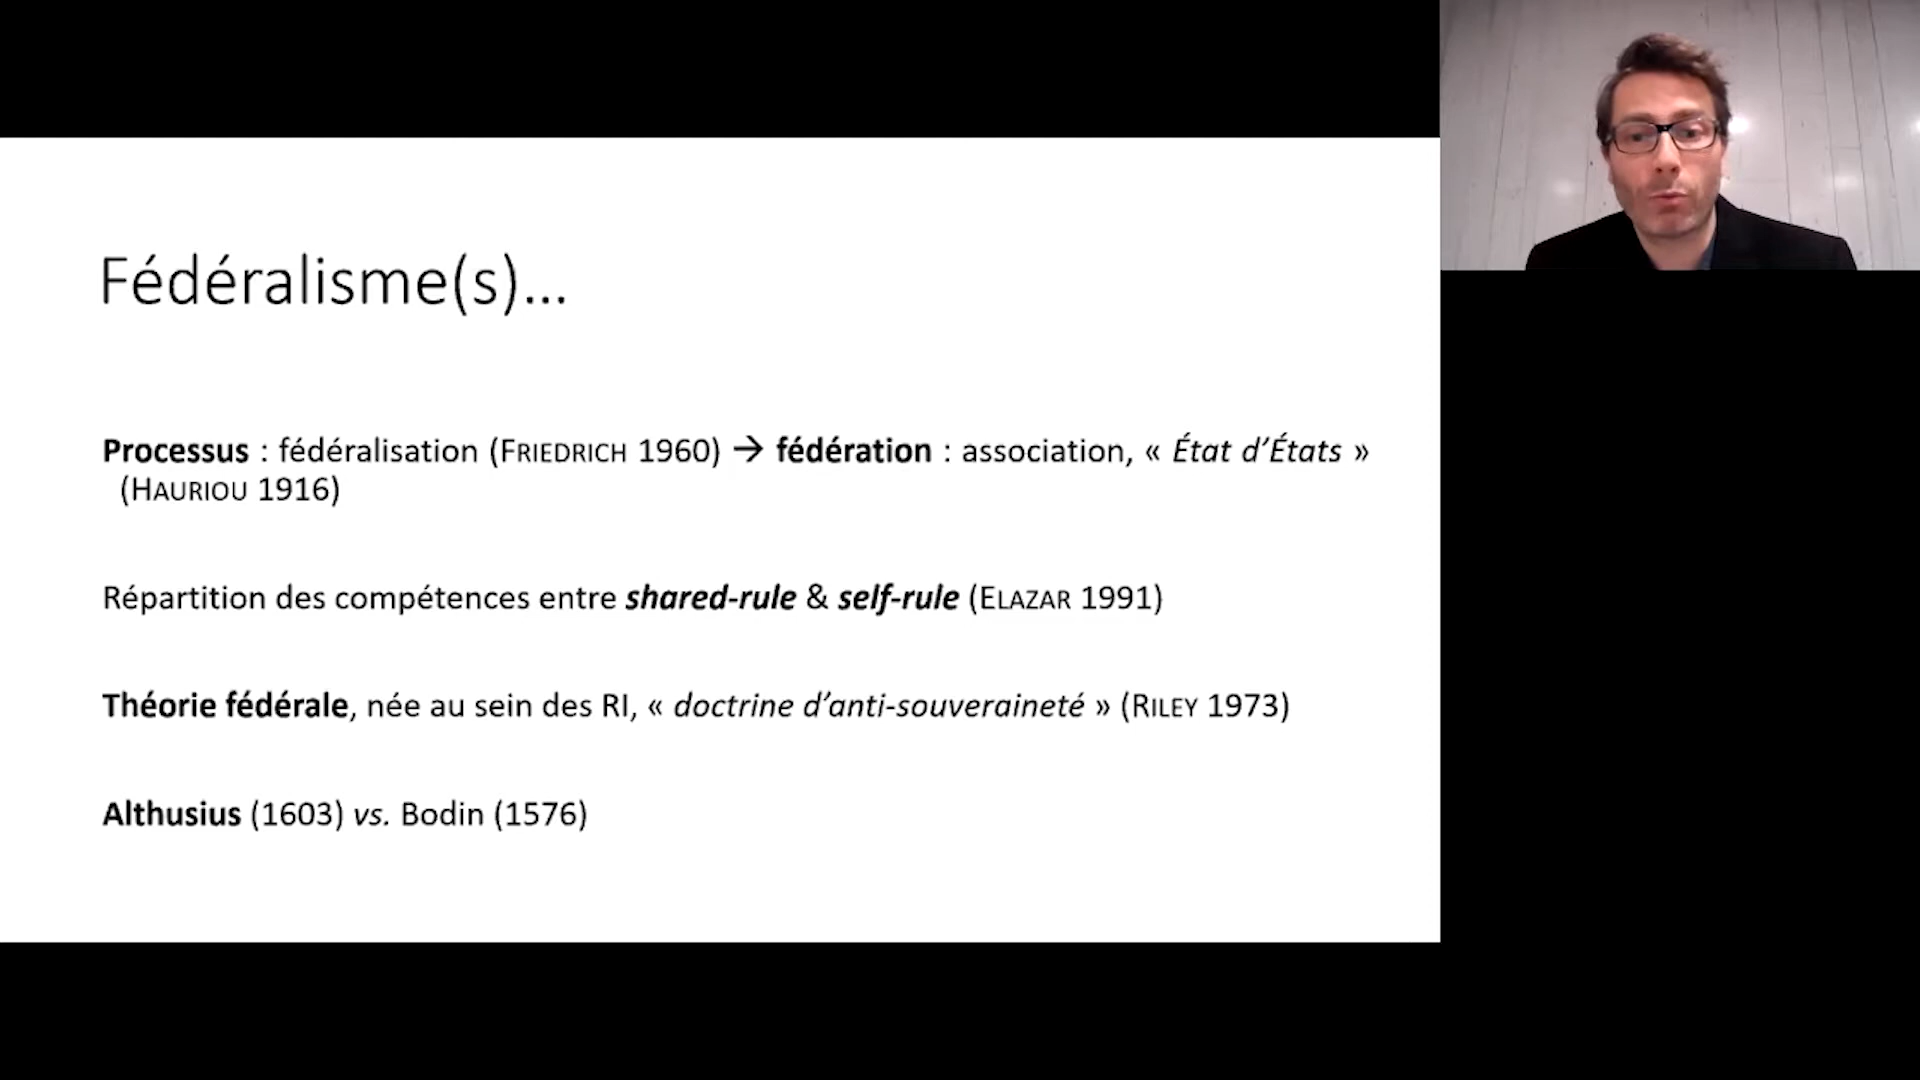 Fédéralisme(s)...
Processus : fédéralisation (FRIEDRICH 1960) → fédération : association, « État d’États »
(HAURIOU 1916)
Répartition des compétences entre shared-rule & self-rule (ELAZAR 1991)
Théorie fédérale, née au sein des RI, « doctrine d’anti-souveraineté » (RILEY 1973)
Althusius (1603) vs. Bodin (1576)